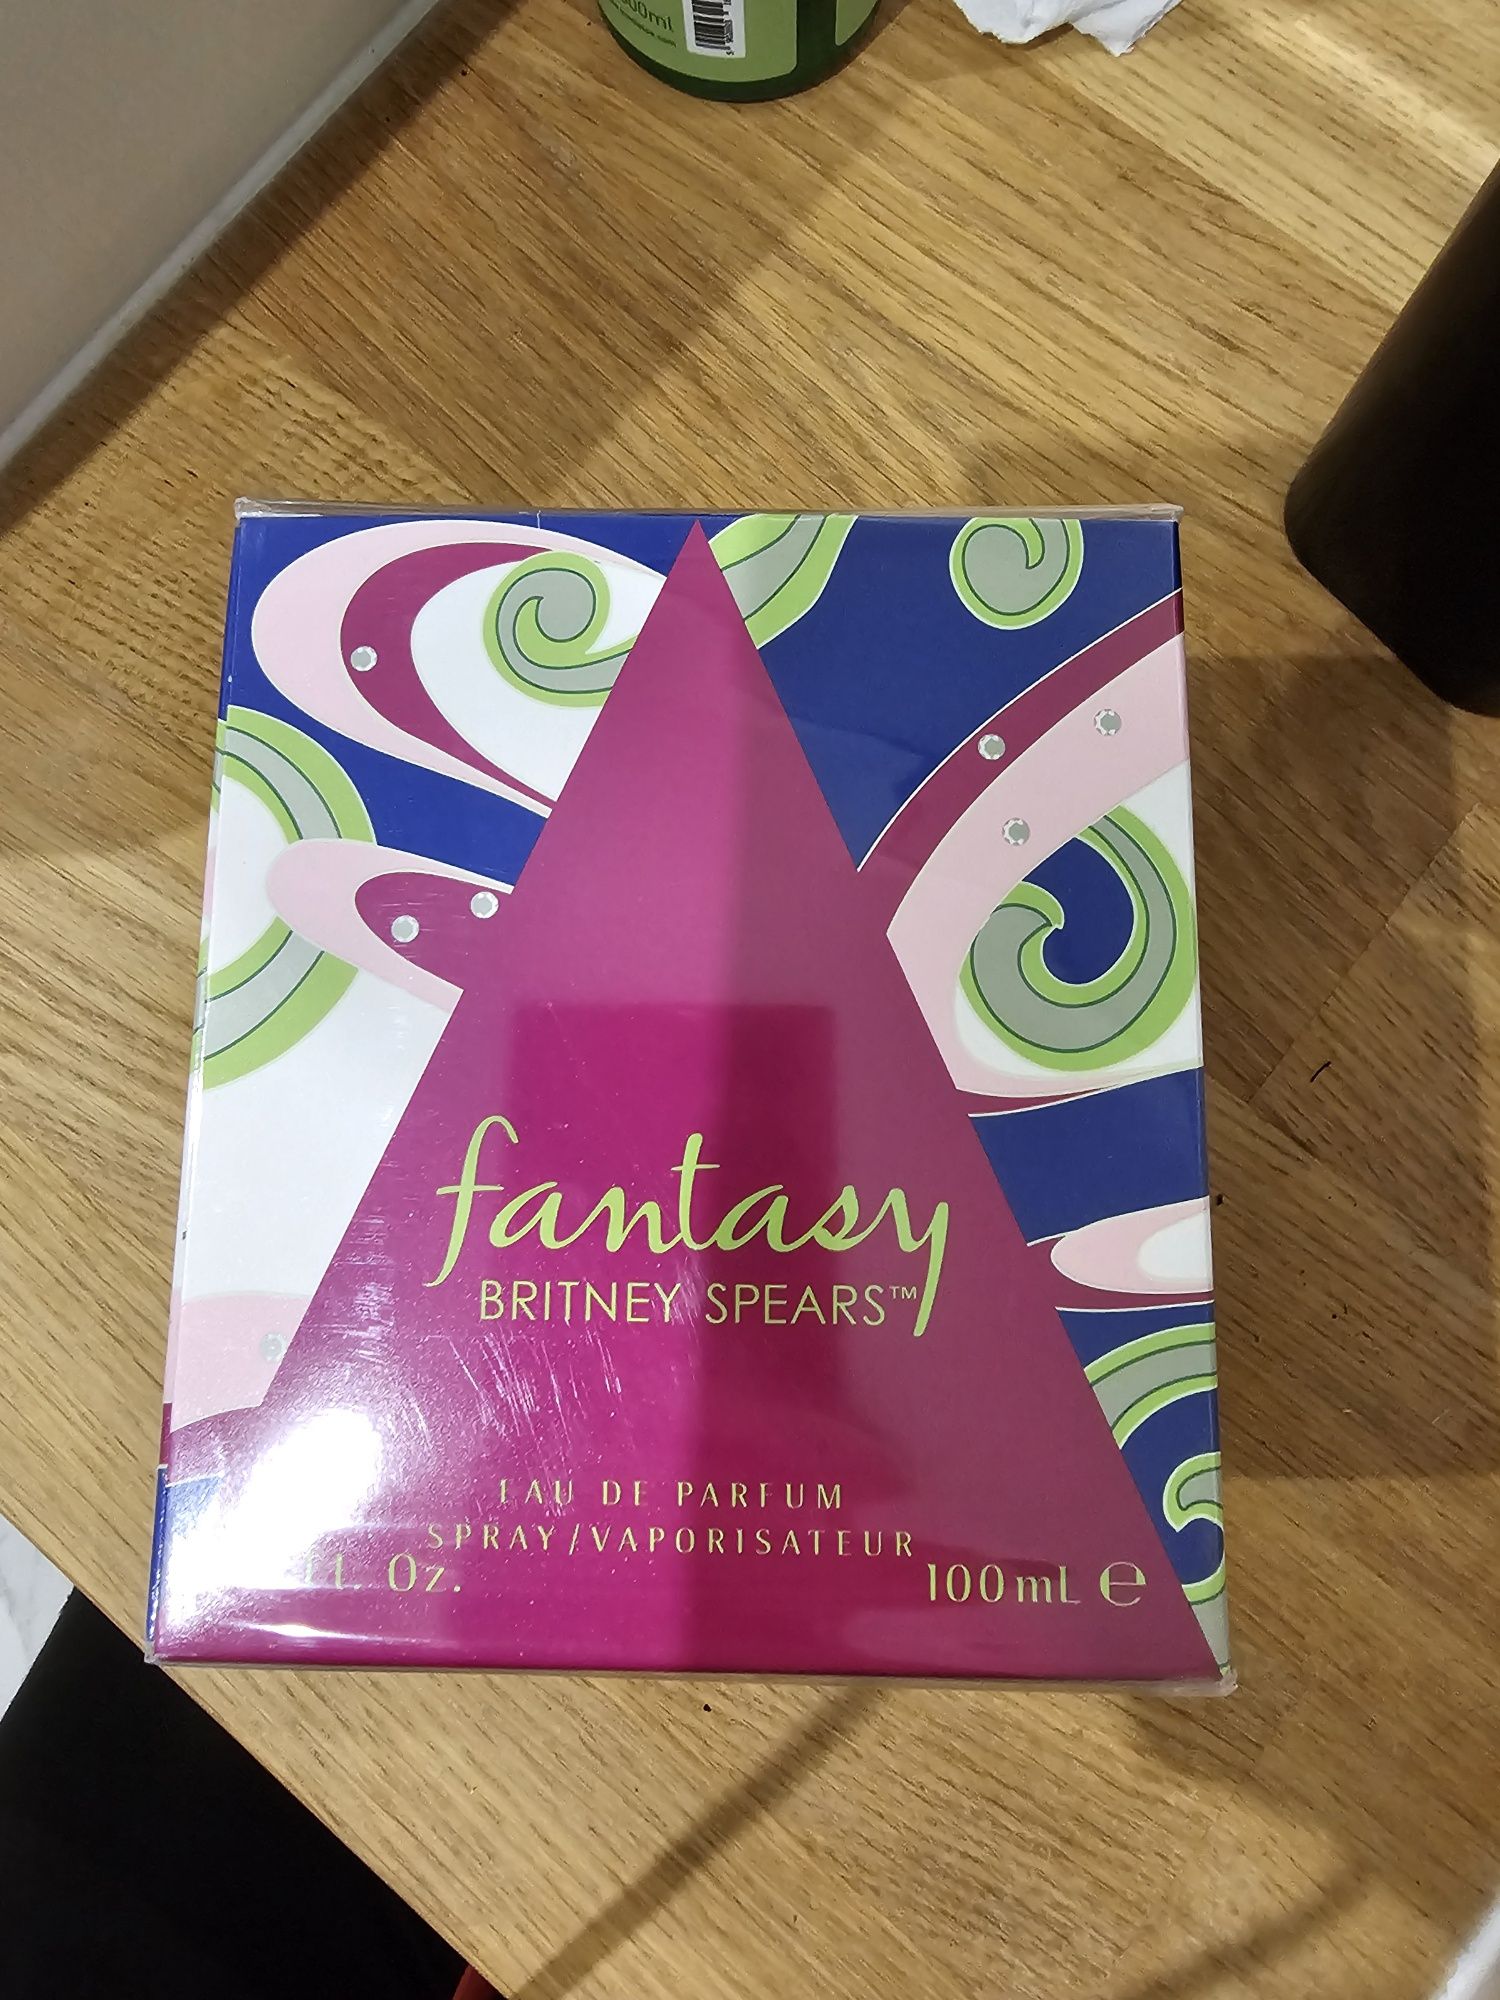 fantasy
BRITNEY SPEARS™
EAU DE PARFUM
SPRAY/VAPORISATEUR
Oz. 100mL ℮